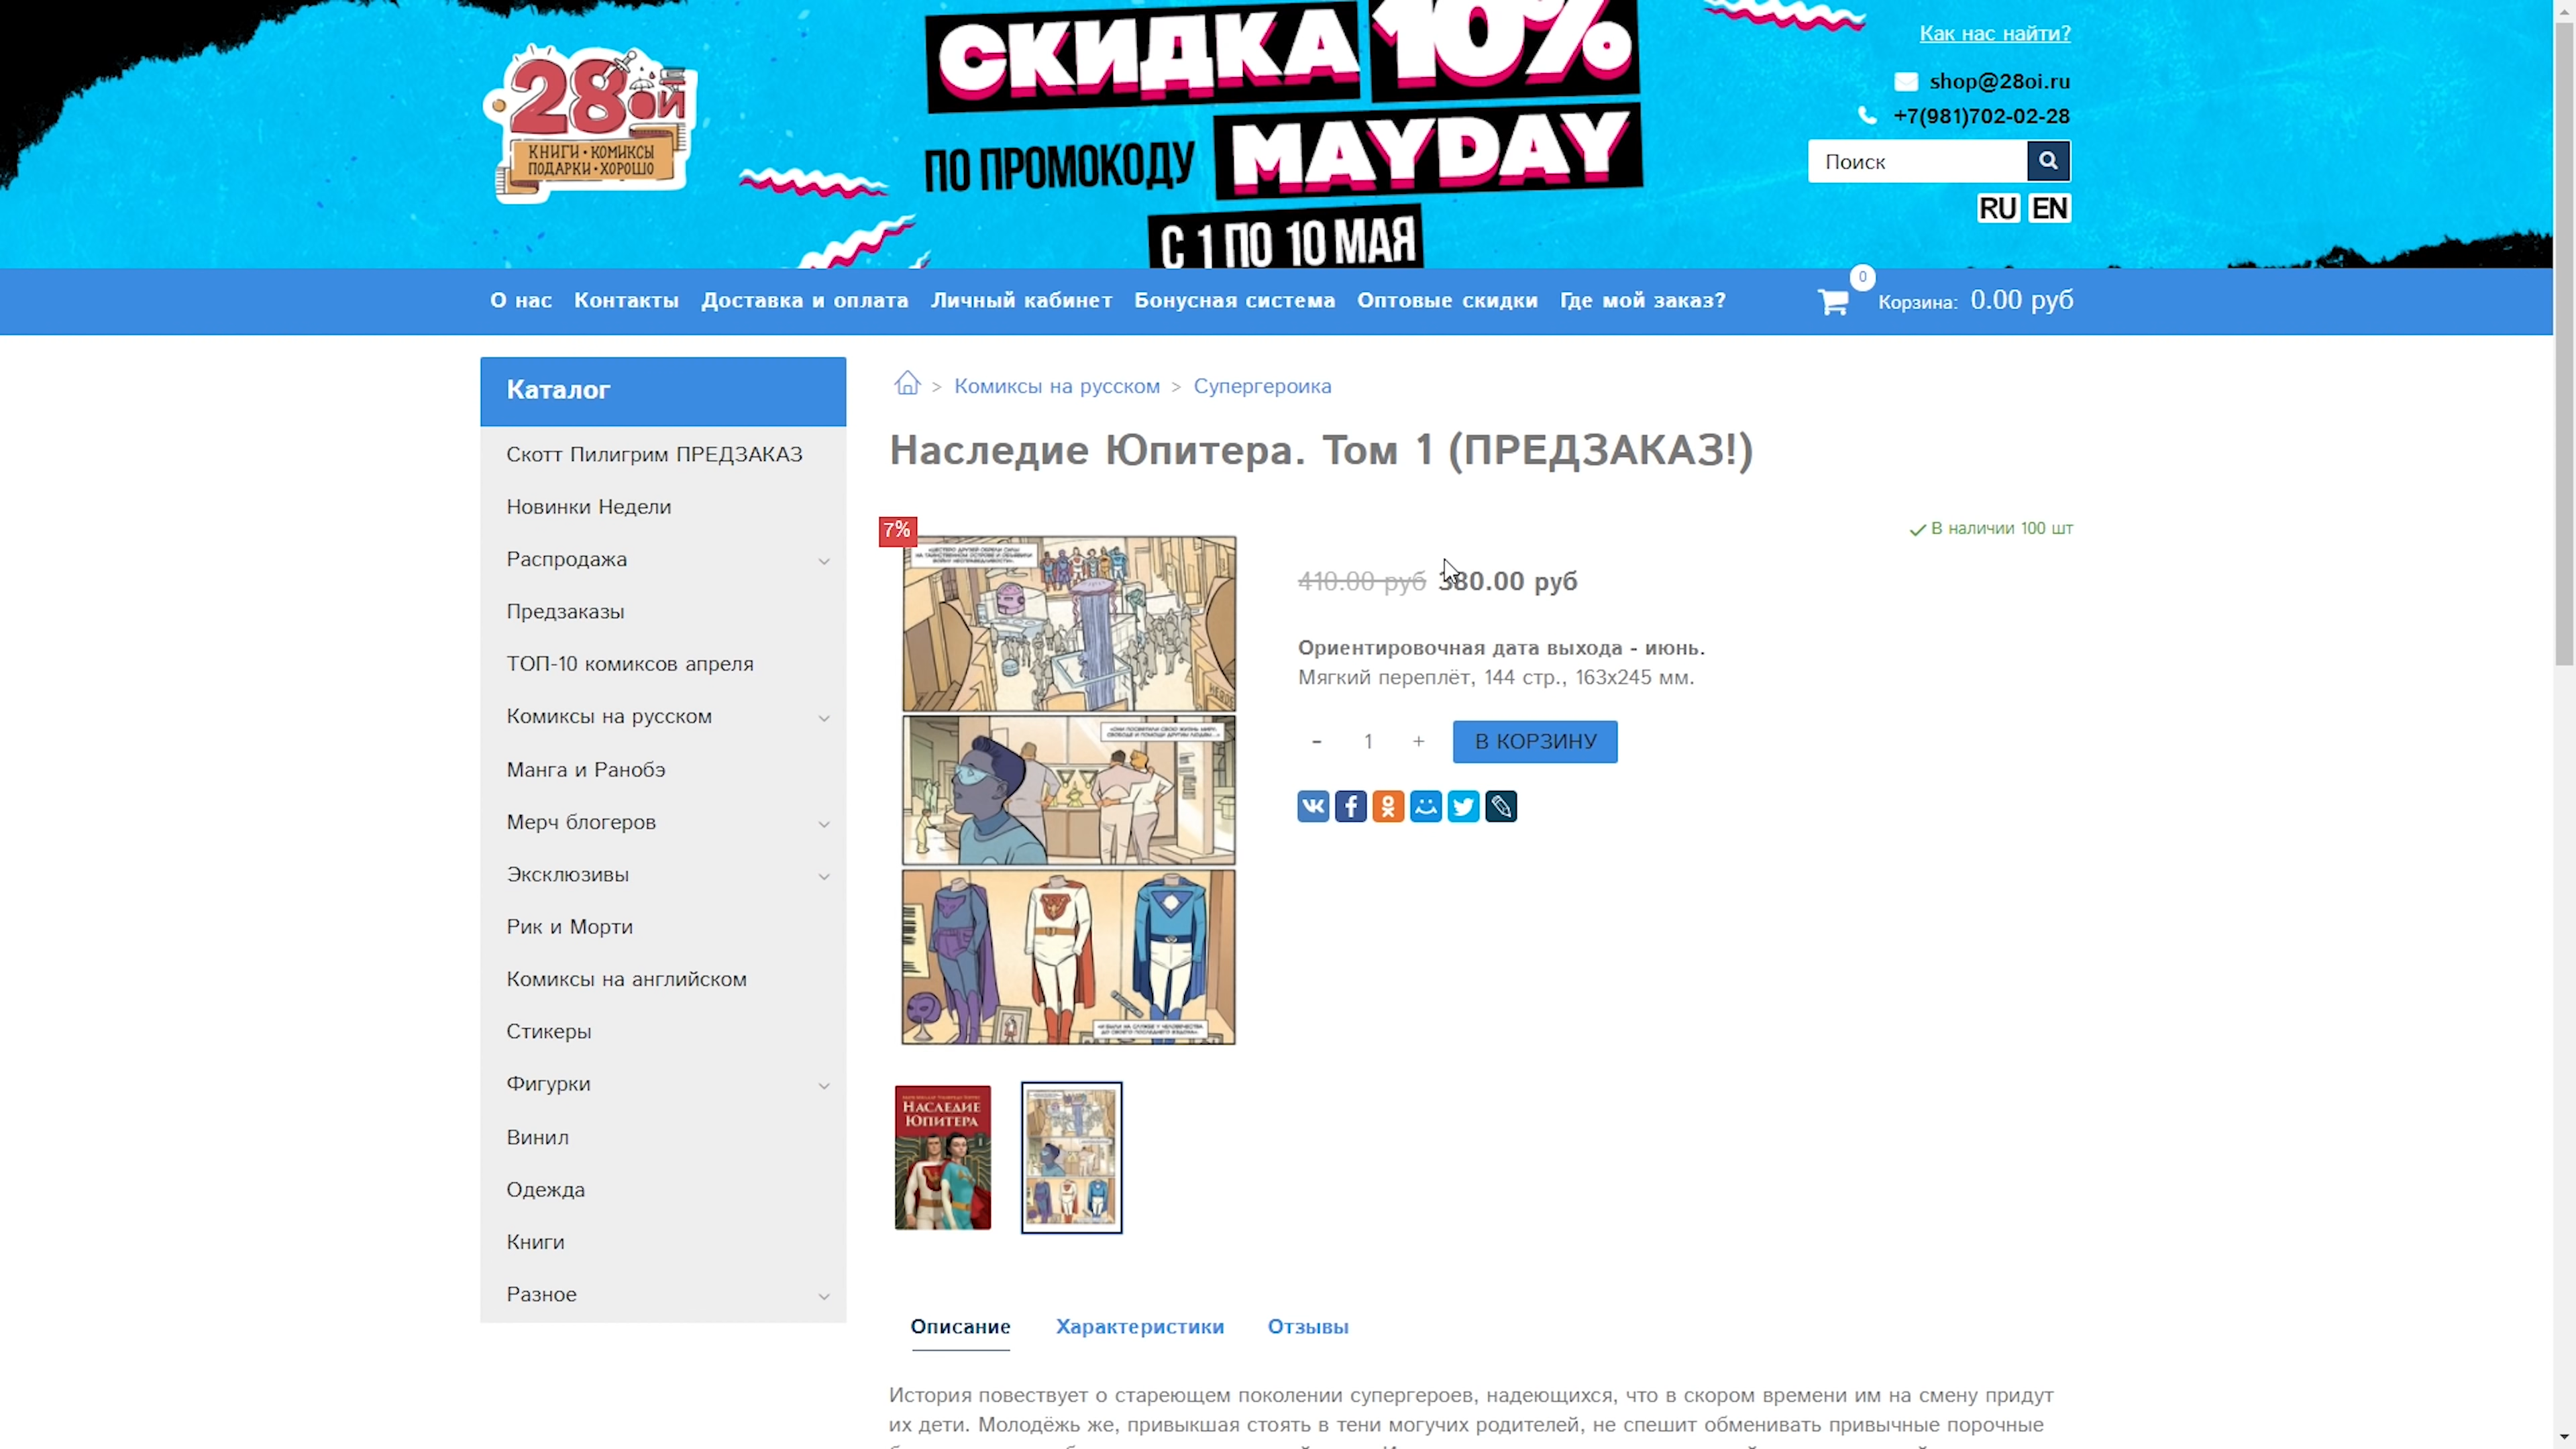 СКИДКА 10%
ПО ПРОМОКОДУ MAYDAY
С 1 ПО 10 МАЯ
28ОЙ
КНИГИ • КОМИКСЫ
ПОДАРКИ • ХОРОШО
Как нас найти?
shop@28oi.ru
+7(981)702-02-28
Поиск
RU EN
О нас Контакты Доставка и оплата Личный кабинет Бонусная система Оптовые скидки Где мой заказ?
0
Корзина: 0.00 руб
Каталог
Скотт Пилигрим ПРЕДЗАКАЗ
Новинки Недели
Распродажа
Предзаказы
ТОП-10 комиксов апреля
Комиксы на русском
Манга и Ранобэ
Мерч блогеров
Эксклюзивы
Рик и Морти
Комиксы на английском
Стикеры
Фигурки
Винил
Одежда
Книги
Разное
> Комиксы на русском > Супергероика
Наследие Юпитера. Том 1 (ПРЕДЗАКАЗ!)
7%
В наличии 100 шт
410.00 руб 380.00 руб
Ориентировочная дата выхода - июнь.
Мягкий переплёт, 144 стр., 163x245 мм.
- 1 + В КОРЗИНУ
НАСЛЕДИЕ
ЮПИТЕРА
Описание Характеристики Отзывы
История повествует о стареющем поколении супергероев, надеющихся, что в скором времени им на смену придут
их дети. Молодёжь же, привыкшая стоять в тени могучих родителей, не спешит обменивать привычные порочные